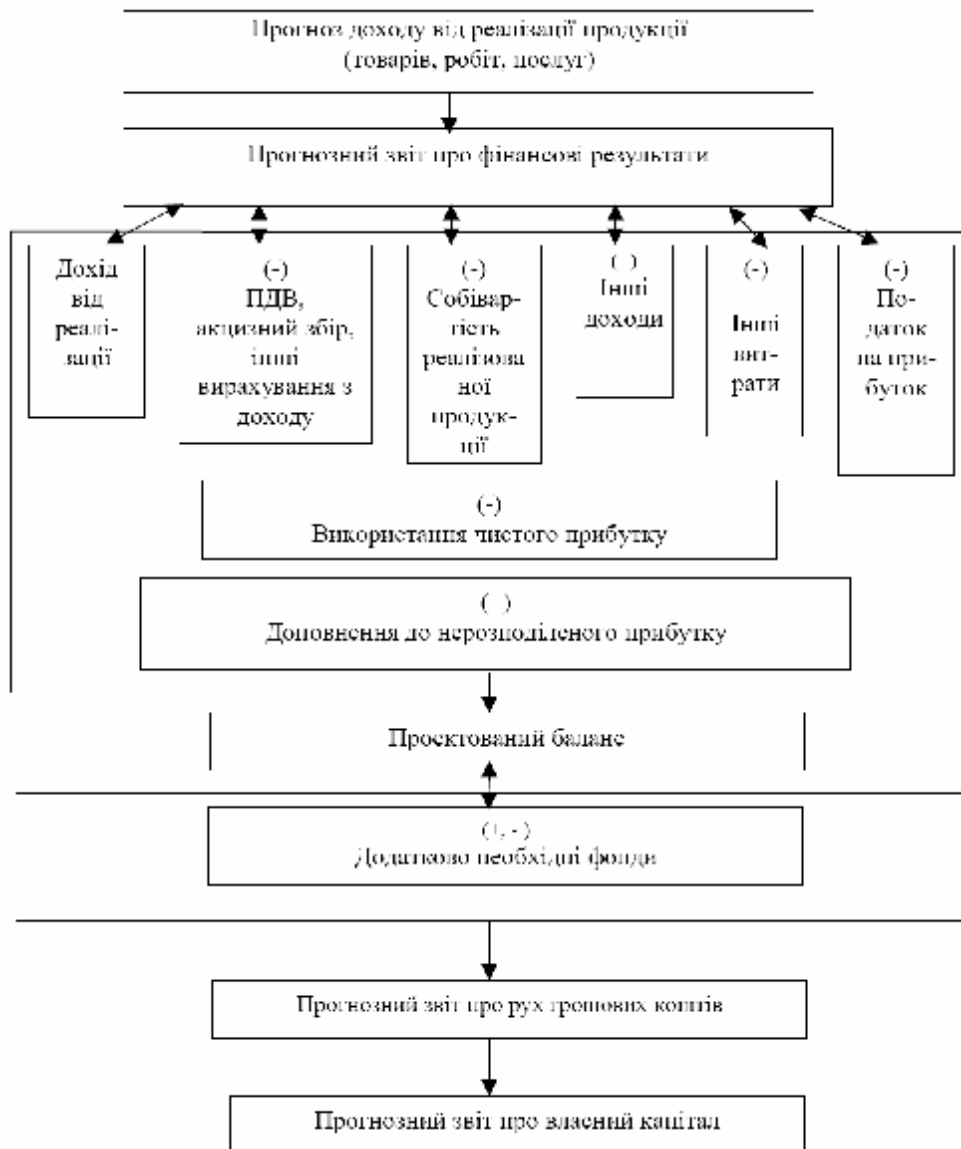 Прогноз доходу від реалізації продукції
(товарів, робіт, послуг)
Прогнозний звіт про фінансові результати
Дохід
від
реалі-
зації
(-)
ПДВ,
акцизний збір,
інші
вирахування з
доходу
(-)
Собівар-
тість
реалізова
ної
продук-
ції
( )
Інші
доходи
(-)
Інші
вит-
рати
(-)
По-
даток
на при-
буток
(-)
Використання чистого прибутку
( )
Доповнення до нерозподіленого прибутку
Проєктований баланс
(+, - )
Додатково необхідні фонди
Прогнозний звіт про рух грошових коштів
Прогнозний звіт про власний капітал